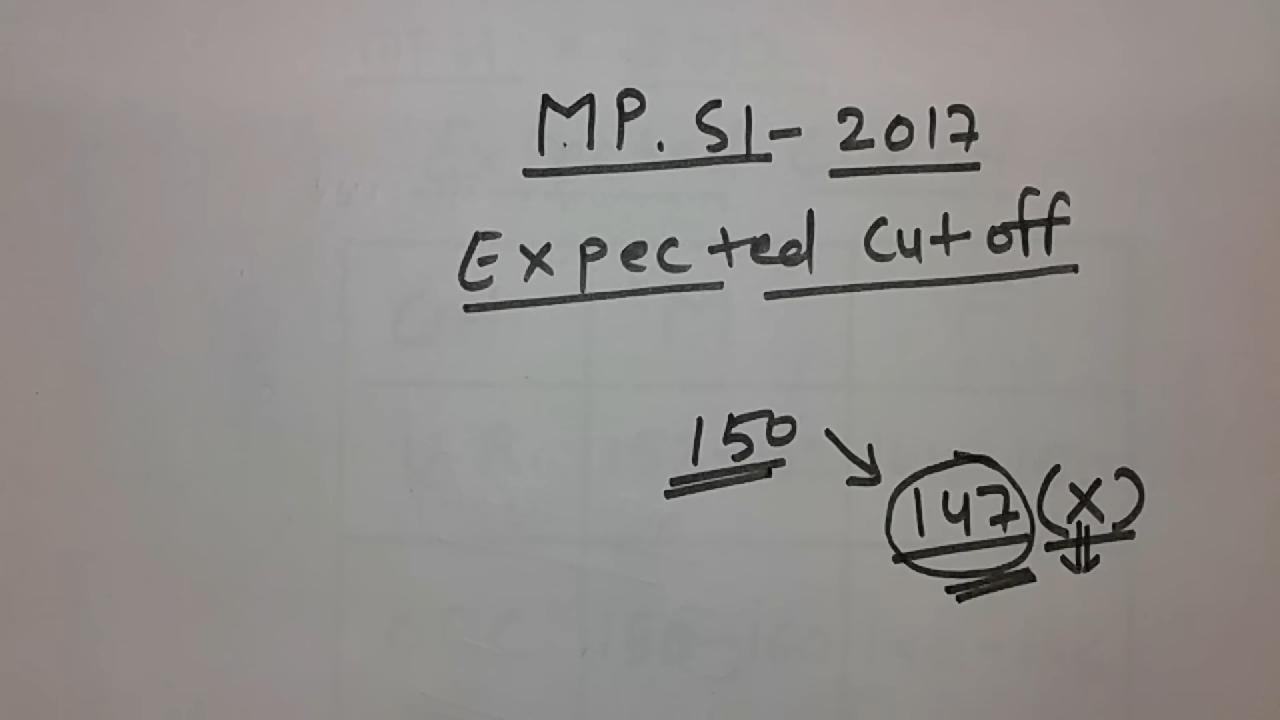 MP. SI - 2017
Expected cutoff
150 → 147 (x)